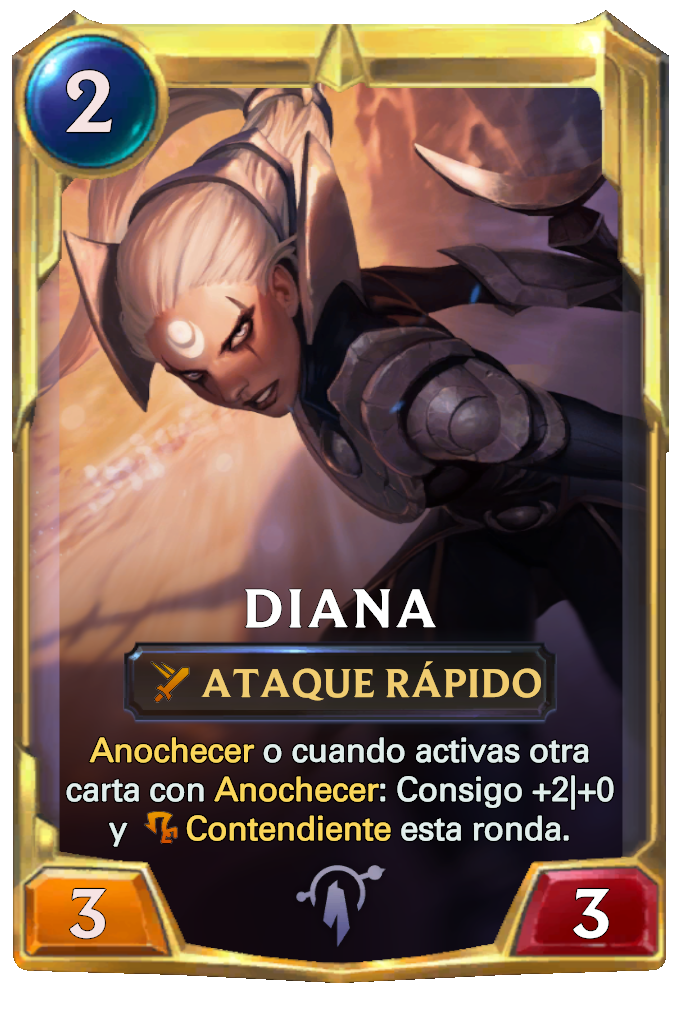 2
DIANA
ATAQUE RÁPIDO
Anochecer o cuando activas otra
carta con Anochecer: Consigo +2|+0
y Contendiente esta ronda.
3
3